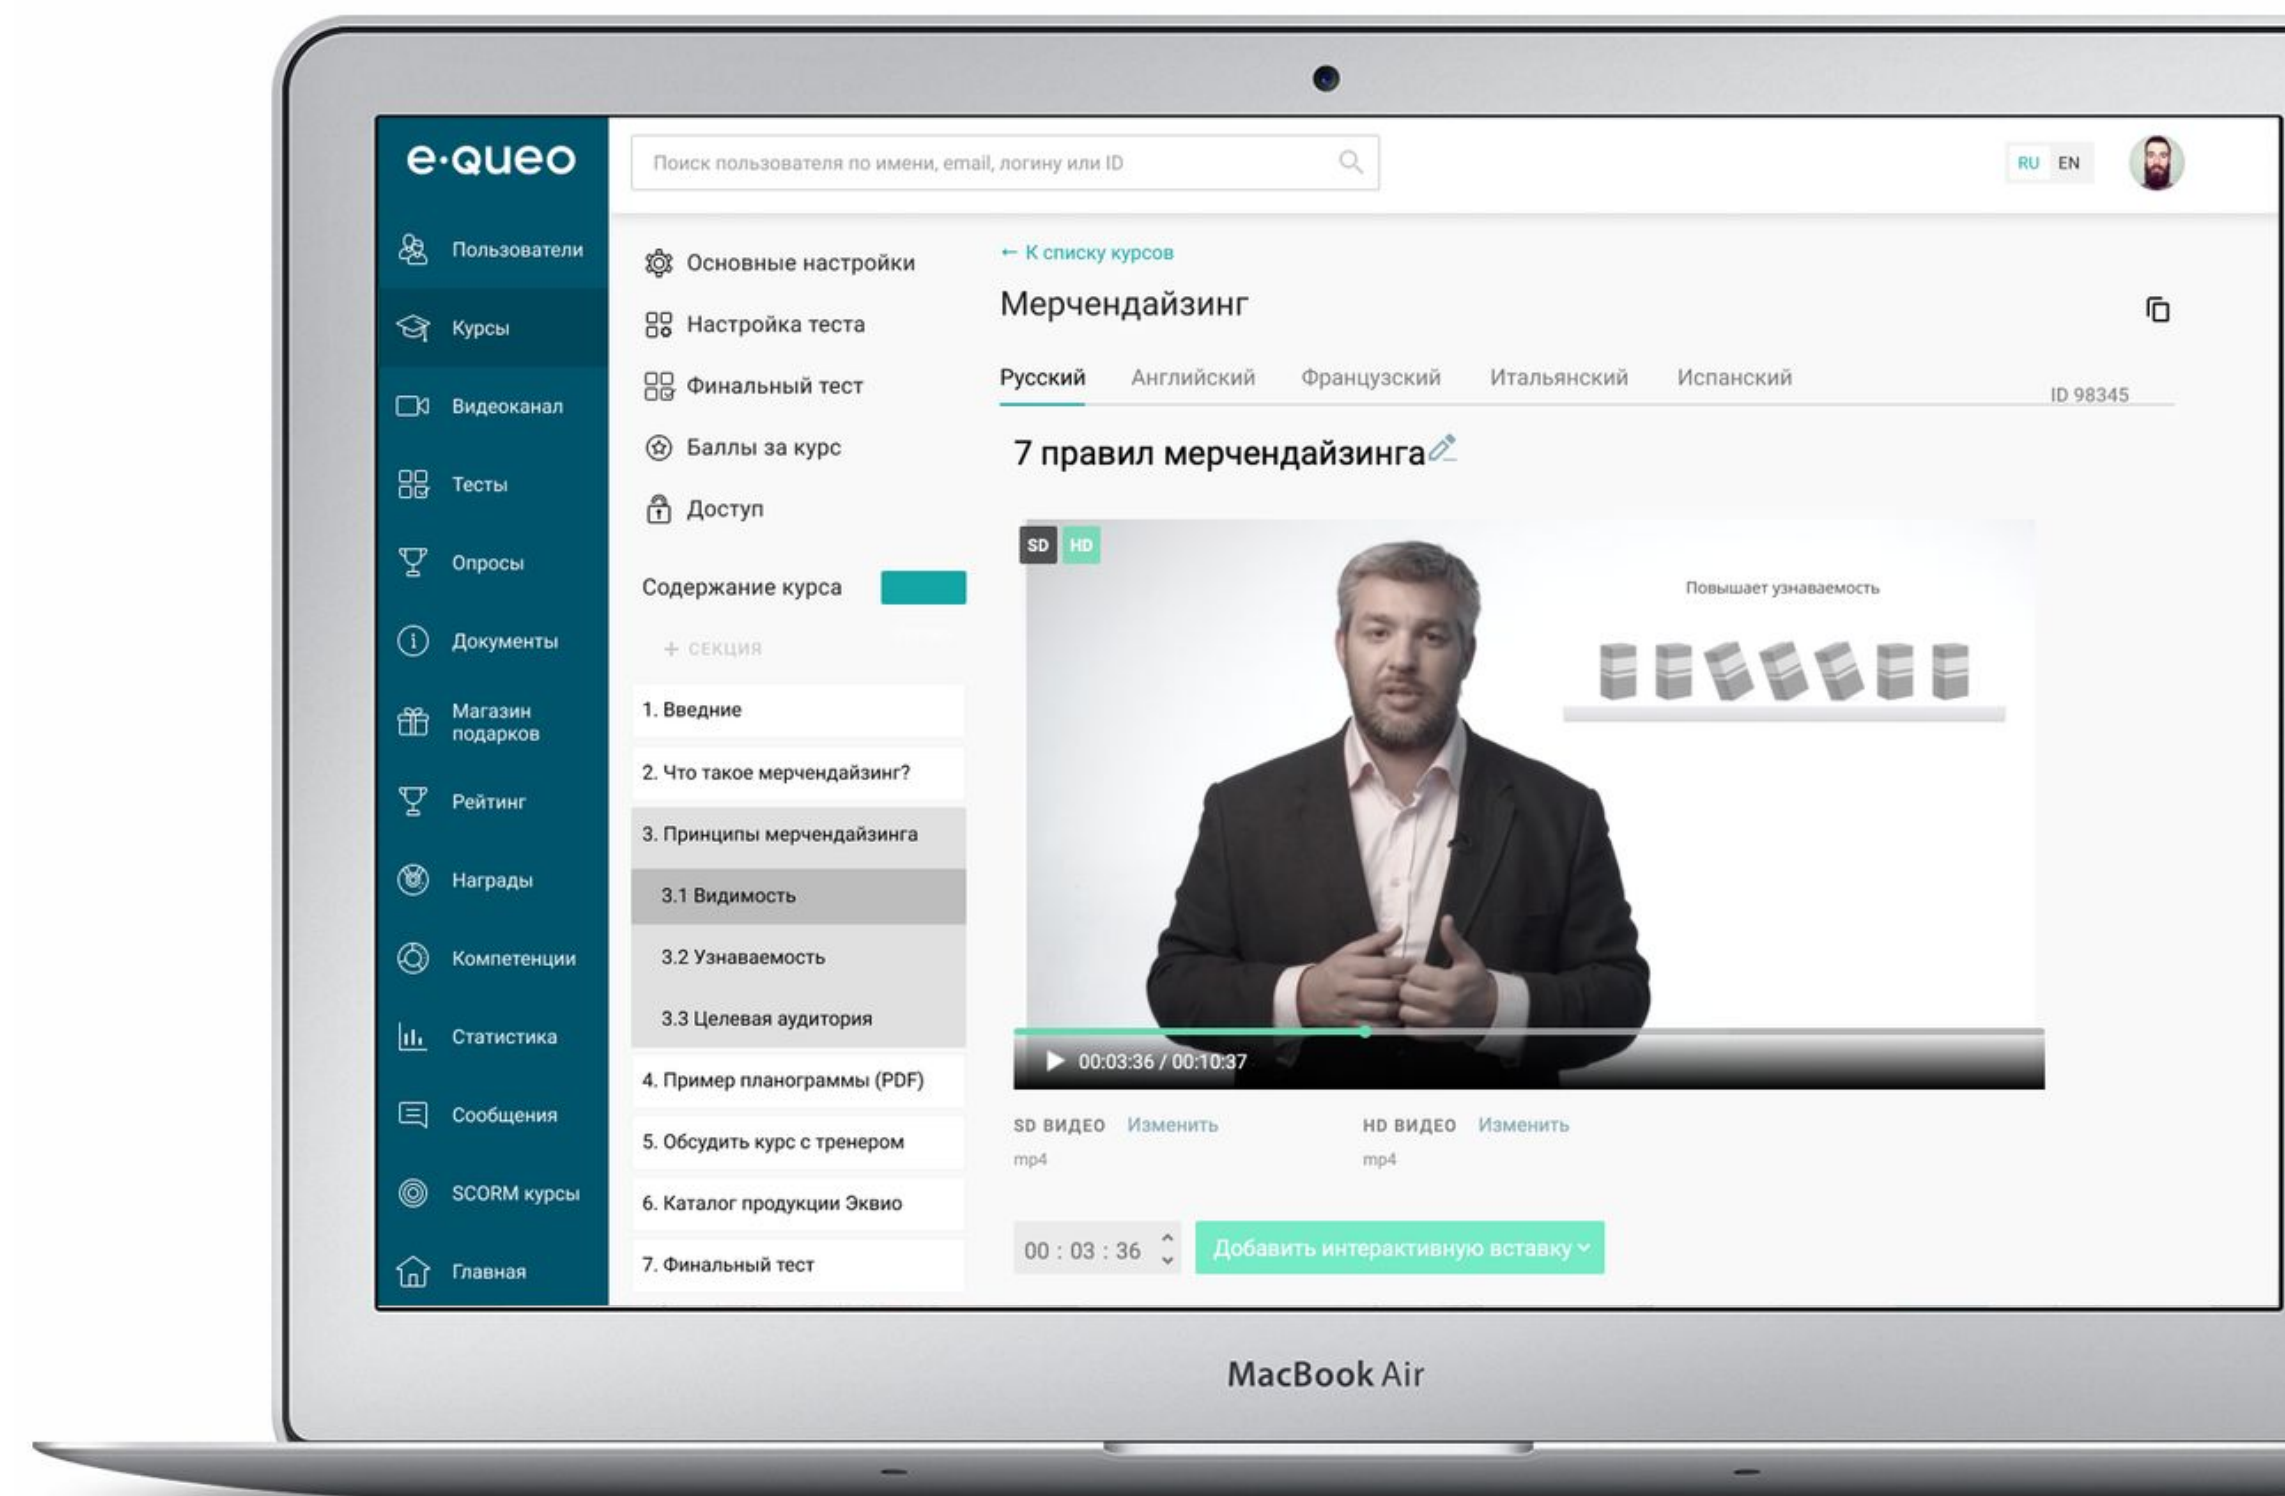 e·queo
Поиск пользователя по имени, email, логину или ID
RU EN
Пользователи
Курсы
Видеоканал
Тесты
Опросы
Документы
Магазин
подарков
Рейтинг
Награды
Компетенции
Статистика
Сообщения
SCORM курсы
Главная
Основные настройки
Настройка теста
Финальный тест
Баллы за курс
Доступ
Содержание курса
+ СЕКЦИЯ
1. Введние
2. Что такое мерчендайзинг?
3. Принципы мерчендайзинга
3.1 Видимость
3.2 Узнаваемость
3.3 Целевая аудитория
4. Пример планограммы (PDF)
5. Обсудить курс с тренером
6. Каталог продукции Эквио
7. Финальный тест
← К списку курсов
Мерчендайзинг
Русский Английский Французский Итальянский Испанский
ID 98345
7 правил мерчендайзинга
SD HD
Повышает узнаваемость
00:03:36 / 00:10:37
SD ВИДЕО Изменить
mp4
HD ВИДЕО Изменить
mp4
00 : 03 : 36
Добавить интерактивную вставку
MacBook Air